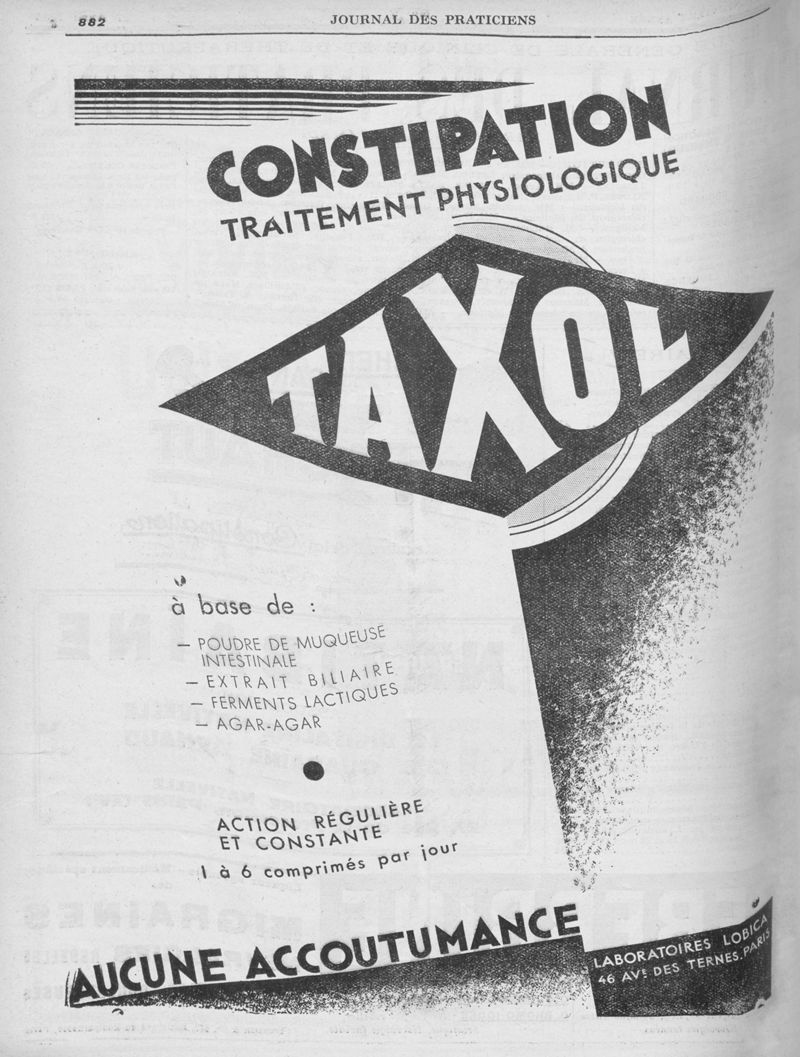 882
JOURNAL DES PRATICIENS
CONSTIPATION
TRAITEMENT PHYSIOLOGIQUE
TAXOL
à base de :
— POUDRE DE MUQUEUSE
INTESTINALE
— EXTRAIT BILIAIRE
— FERMENTS LACTIQUES
— AGAR-AGAR
ACTION RÉGULIÈRE
ET CONSTANTE
1 à 6 comprimés par jour
AUCUNE ACCOUTUMANCE
LABORATOIRES LOBICA
46 AVE DES TERNES. PARIS